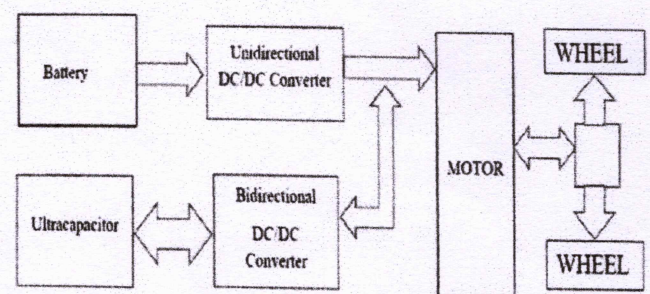 Battery
Unidirectional
DC/DC Converter
WHEEL
MOTOR
Ultracapacitor
Bidirectional
DC/DC
Converter
WHEEL